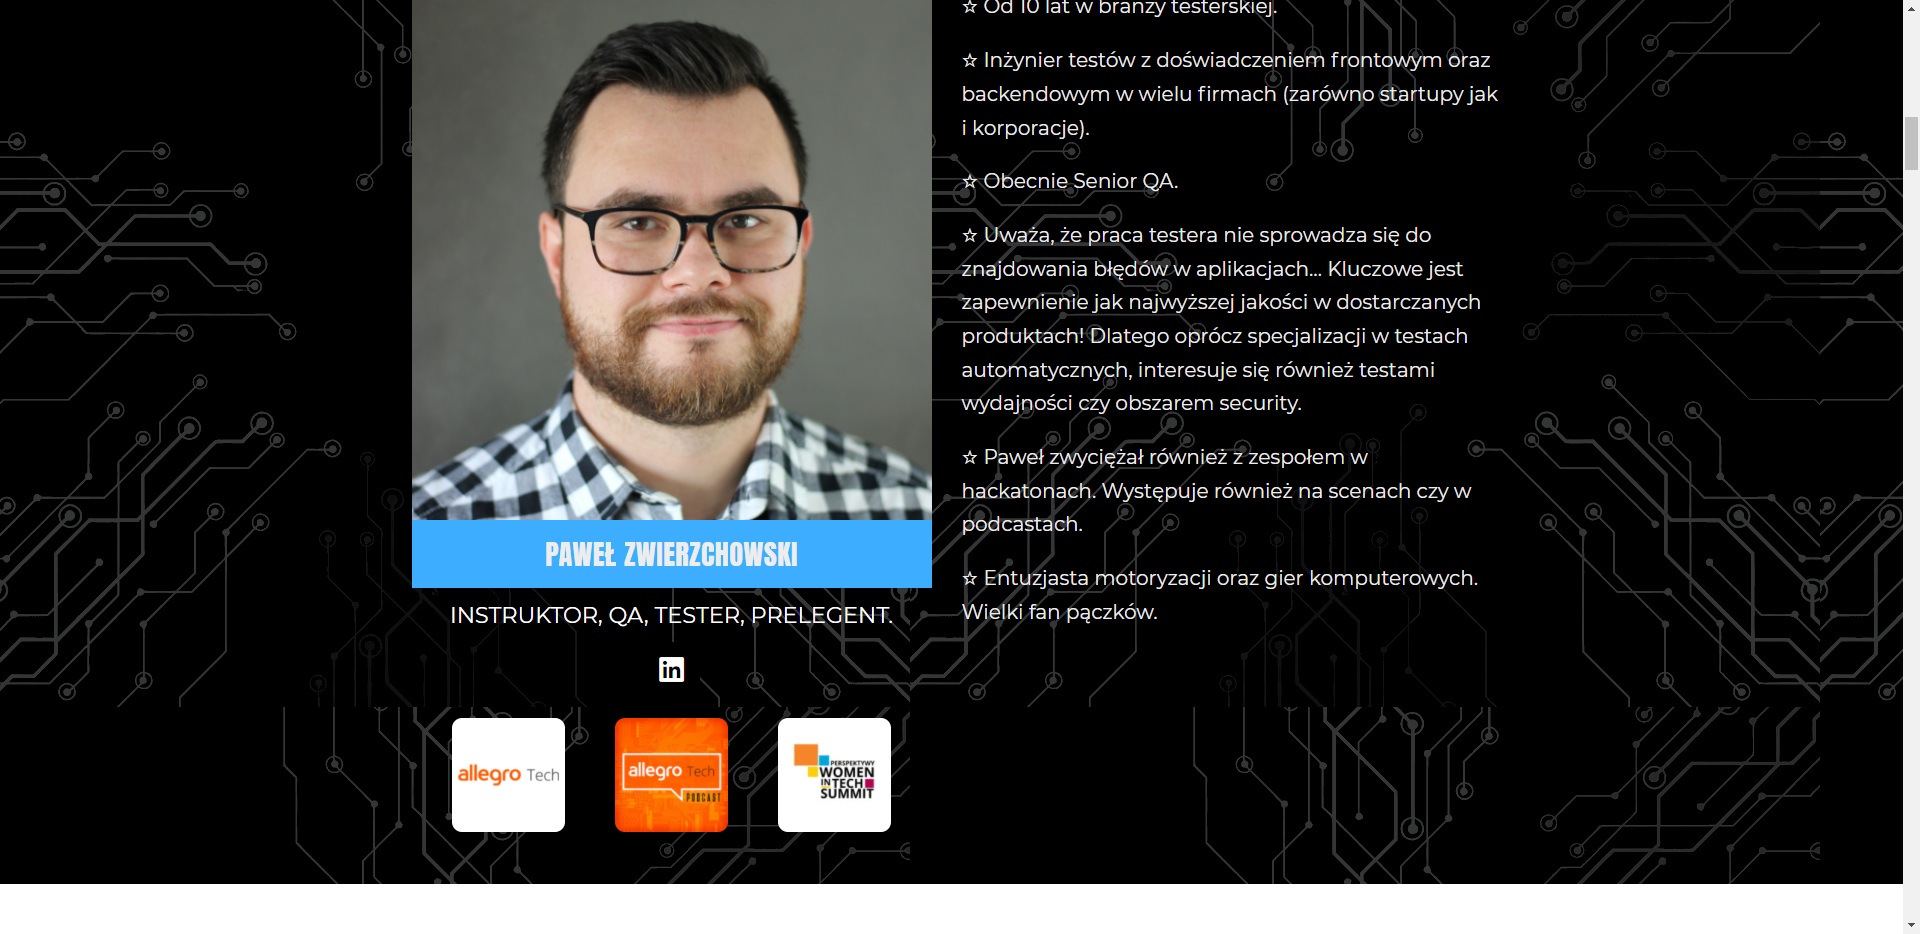 ☆ Od 10 lat w branży testerskiej.
☆ Inżynier testów z doświadczeniem frontowym oraz
backendowym w wielu firmach (zarówno startupy jak
i korporacje).
☆ Obecnie Senior QA.
☆ Uważa, że praca testera nie sprowadza się do
znajdowania błędów w aplikacjach... Kluczowe jest
zapewnienie jak najwyższej jakości w dostarczanych
produktach! Dlatego oprócz specjalizacji w testach
automatycznych, interesuje się również testami
wydajności czy obszarem security.
☆ Paweł zwyciężał również z zespołem w
hackatonach. Występuje również na scenach czy w
podcastach.
☆ Entuzjasta motoryzacji oraz gier komputerowych.
Wielki fan pączków.
PAWEŁ ZWIERZCHOWSKI
INSTRUKTOR, QA, TESTER, PRELEGENT.
in
allegro Tech
allegro Tech
PODCAST
PERSPEKTYWY
WOMEN
IN TECH
SUMMIT